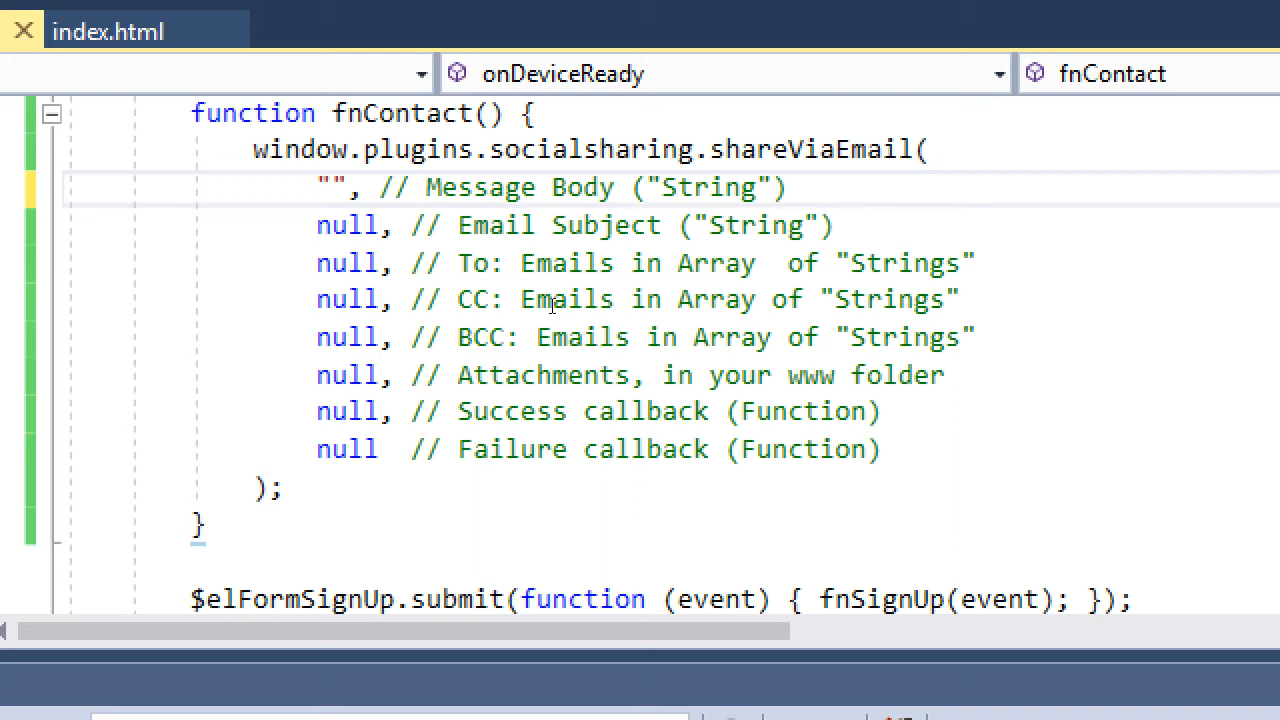 index.html
onDeviceReady fnContact
function fnContact() {
window.plugins.socialsharing.shareViaEmail(
"", // Message Body ("String")
null, // Email Subject ("String")
null, // To: Emails in Array  of "Strings"
null, // CC: Emails in Array of "Strings"
null, // BCC: Emails in Array of "Strings"
null, // Attachments, in your www folder
null, // Success callback (Function)
null  // Failure callback (Function)
);
}
$elFormSignUp.submit(function (event) { fnSignUp(event); });